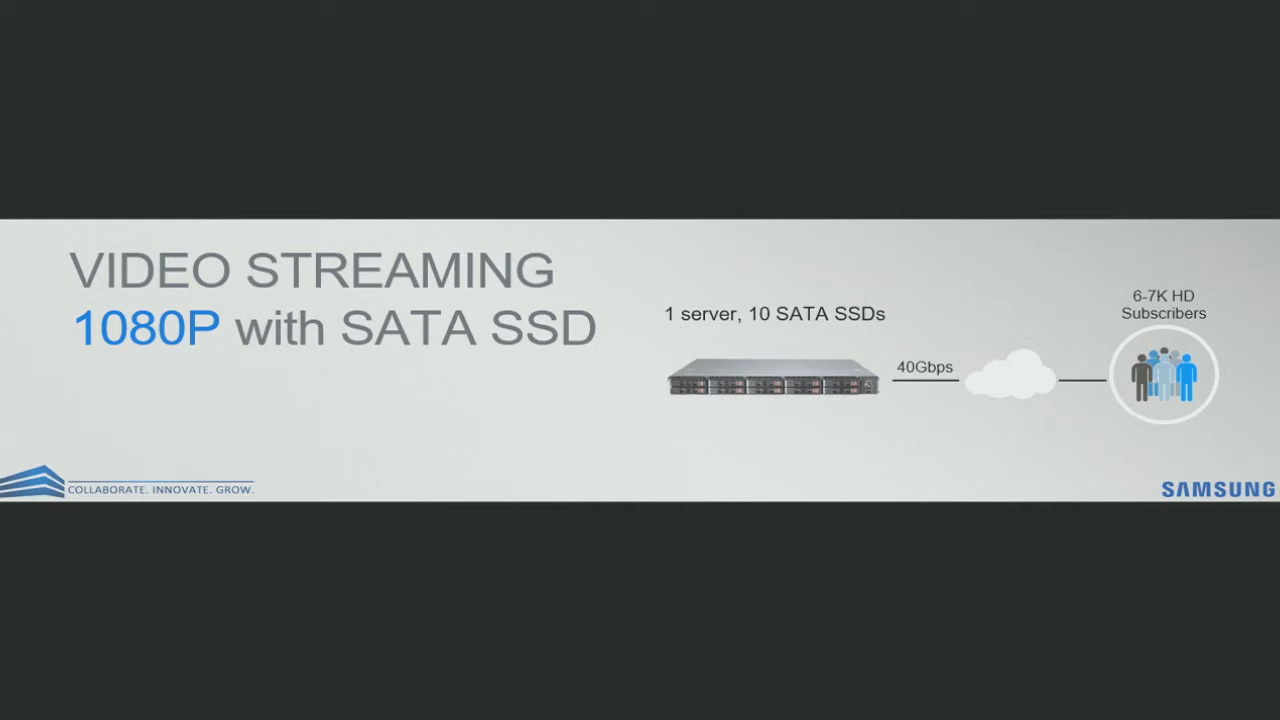 VIDEO STREAMING
1080P with SATA SSD
1 server, 10 SATA SSDs
40Gbps
6-7K HD
Subscribers
COLLABORATE. INNOVATE. GROW.
SAMSUNG